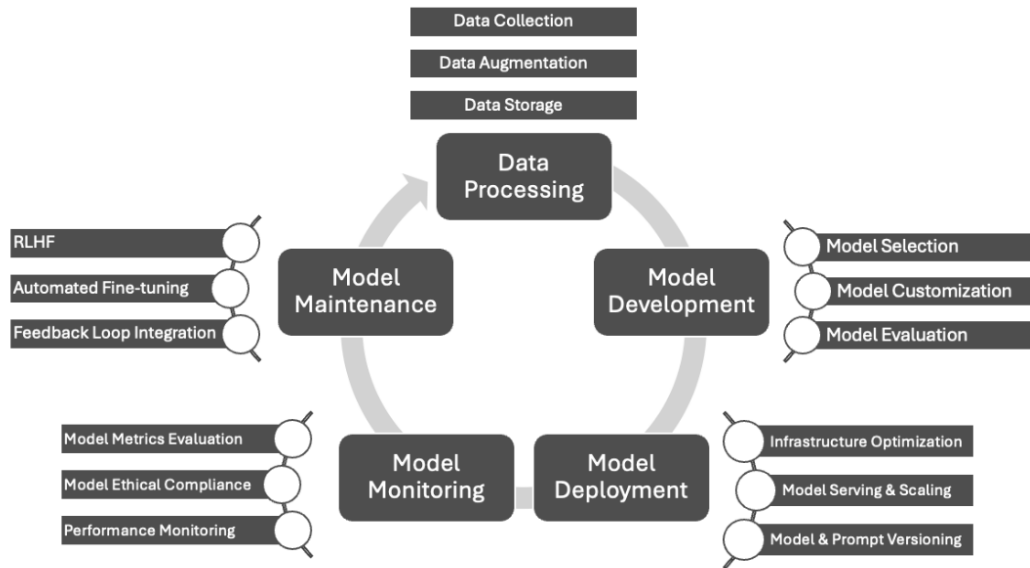 Data Collection
Data Augmentation
Data Storage
Data
Processing
RLHF
Automated Fine-tuning
Feedback Loop Integration
Model
Maintenance
Model
Development
Model Selection
Model Customization
Model Evaluation
Model Metrics Evaluation
Model Ethical Compliance
Performance Monitoring
Model
Monitoring
Model
Deployment
Infrastructure Optimization
Model Serving & Scaling
Model & Prompt Versioning